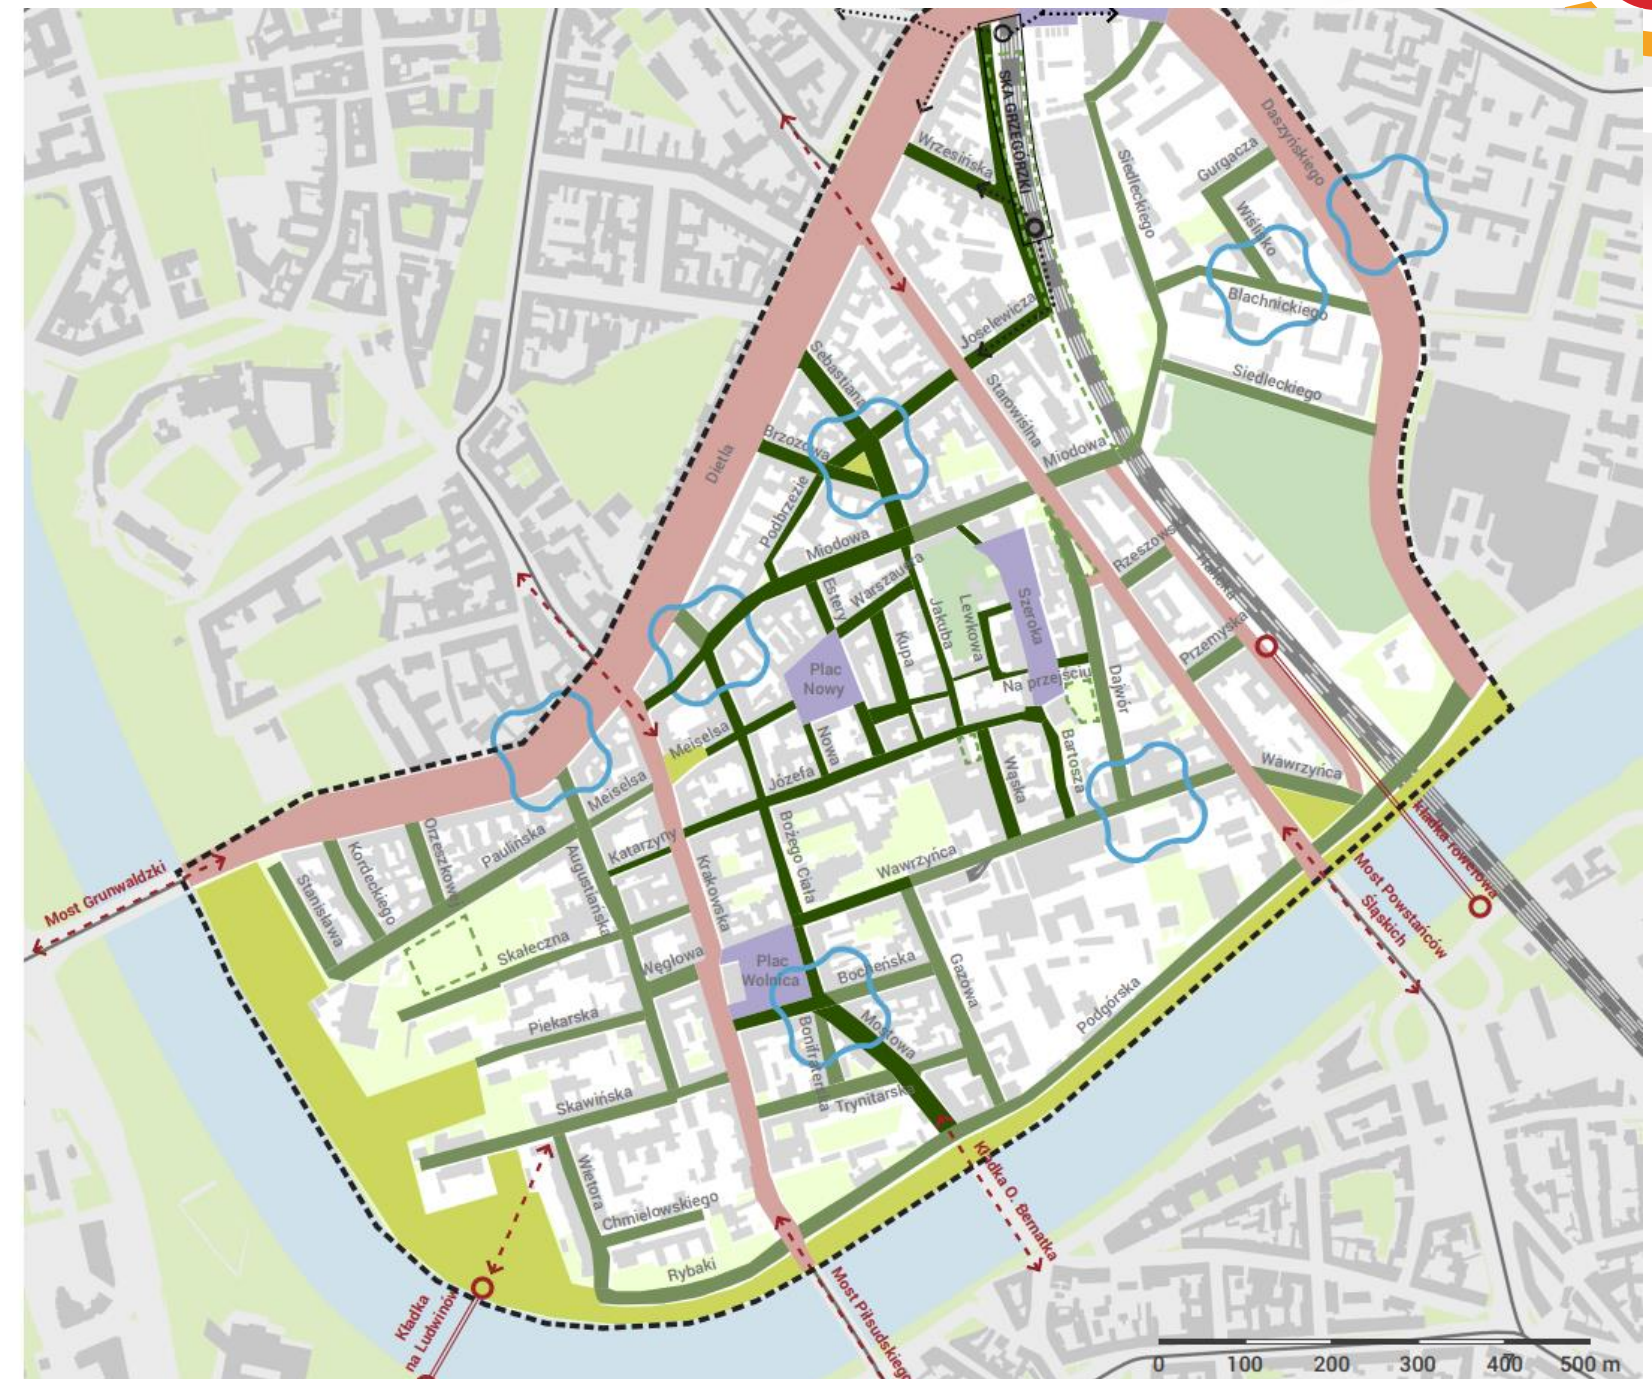 SKA GRZEGÓRZKI
Daszyńskiego
Wrzesińska
Siedleckiego
Gurgacza
Wiślisko
Blachnickiego
Siedleckiego
Joselewicza
Sebastiana
Starowiślna
Brzozowa
Dietla
Miodowa
Podbrzezie
Miodowa
Rzeszowska
Halicka
Estery
Warszauera
Jakuba
Lewkowa
Szeroka
Kupa
Przemyska
Plac
Nowy
Na przejściu
Dajwór
Meiselsa
Nowa
Józefa
Bartosza
Wąska
Wawrzyńca
Meiselsa
Orzeszkowej
Paulińska
Kordeckiego
Katarzyny
Bożego Ciała
kładka rowerowa
Most Grunwaldzki
Stanisława
Augustiańska
Krakowska
Wawrzyńca
Most Powstańców
Śląskich
Skałeczna
Węgłowa
Plac
Wolnica
Bocheńska
Gazowa
Podgórska
Piekarska
Bonifraterska
Mostowa
Skawińska
Trynitarska
Wietora
Chmielowskiego
Kładka O. Bernatka
Rybaki
Kładka
na Ludwinów
Most Piłsudskiego
0 100 200 300 400 500 m